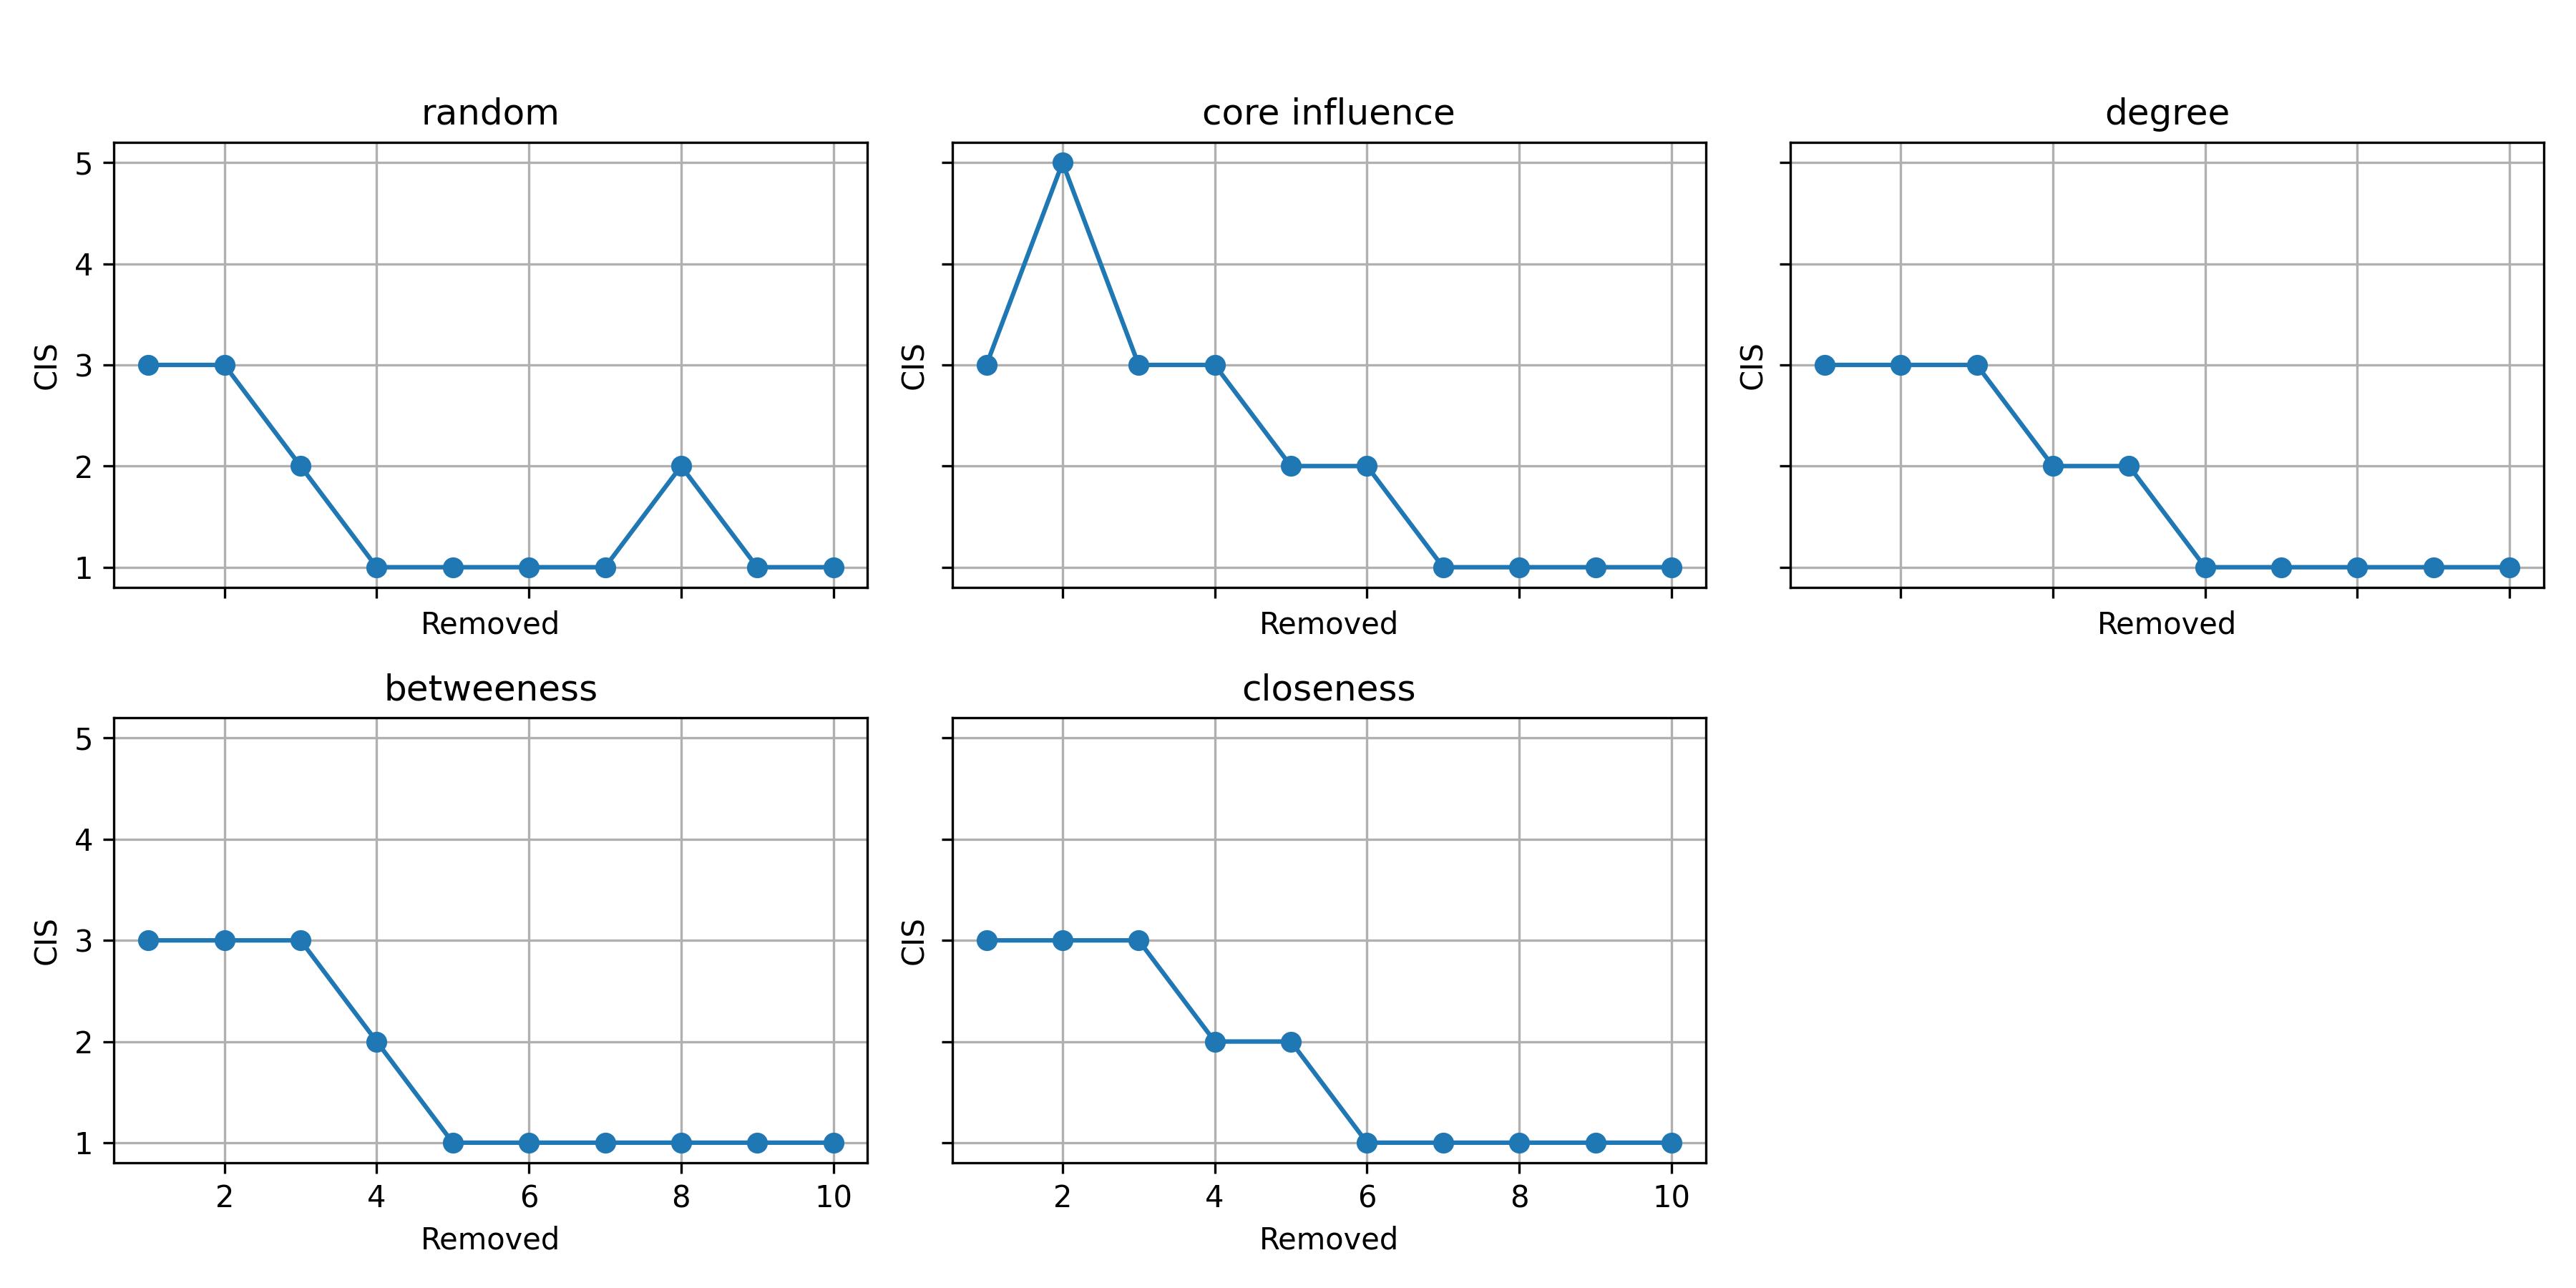 random
core influence
degree
5
4
3
2
1
CIS
CIS
CIS
Removed
Removed
Removed
betweeness
closeness
5
4
3
2
1
CIS
CIS
2 4 6 8 10
2 4 6 8 10
Removed
Removed